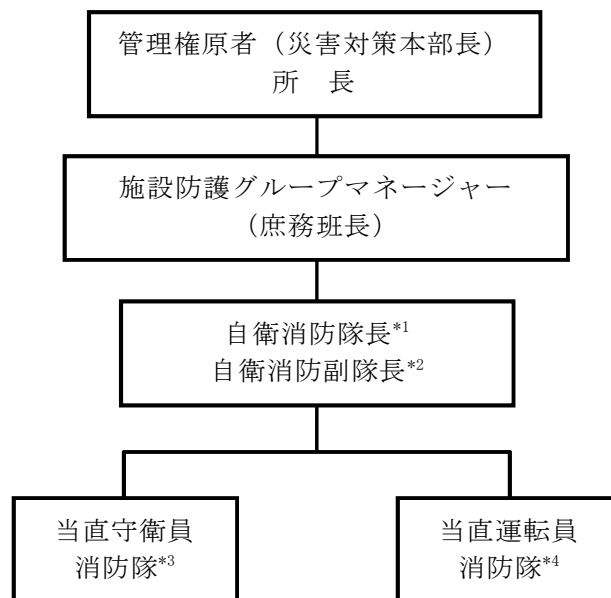 管理権原者（災害対策本部長）
所　長
施設防護グループマネージャー
（庶務班長）
自衛消防隊長*1
自衛消防副隊長*2
当直守衛員
消防隊*3
当直運転員
消防隊*4